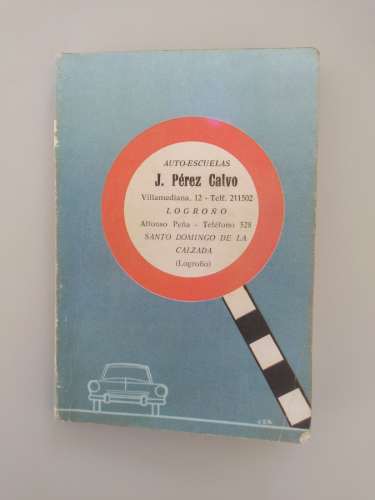 AUTO-ESCUELAS
J. Pérez Calvo
Villamediana, 12 - Telf. 211502
LOGROÑO
Alfonso Peña - Teléfono 528
SANTO DOMINGO DE LA
CALZADA
(Logroño)